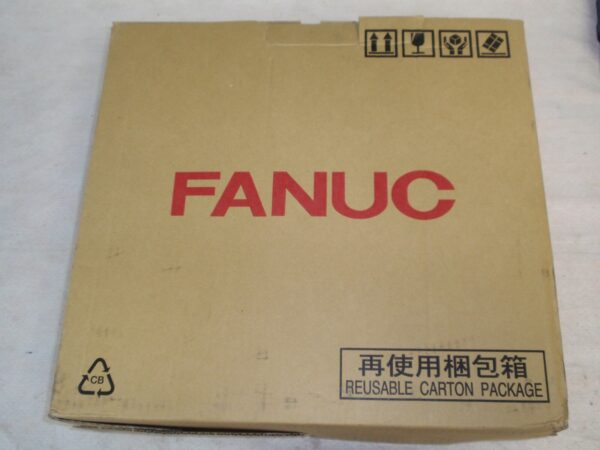 FANUC
再使用梱包箱
REUSABLE CARTON PACKAGE
CB